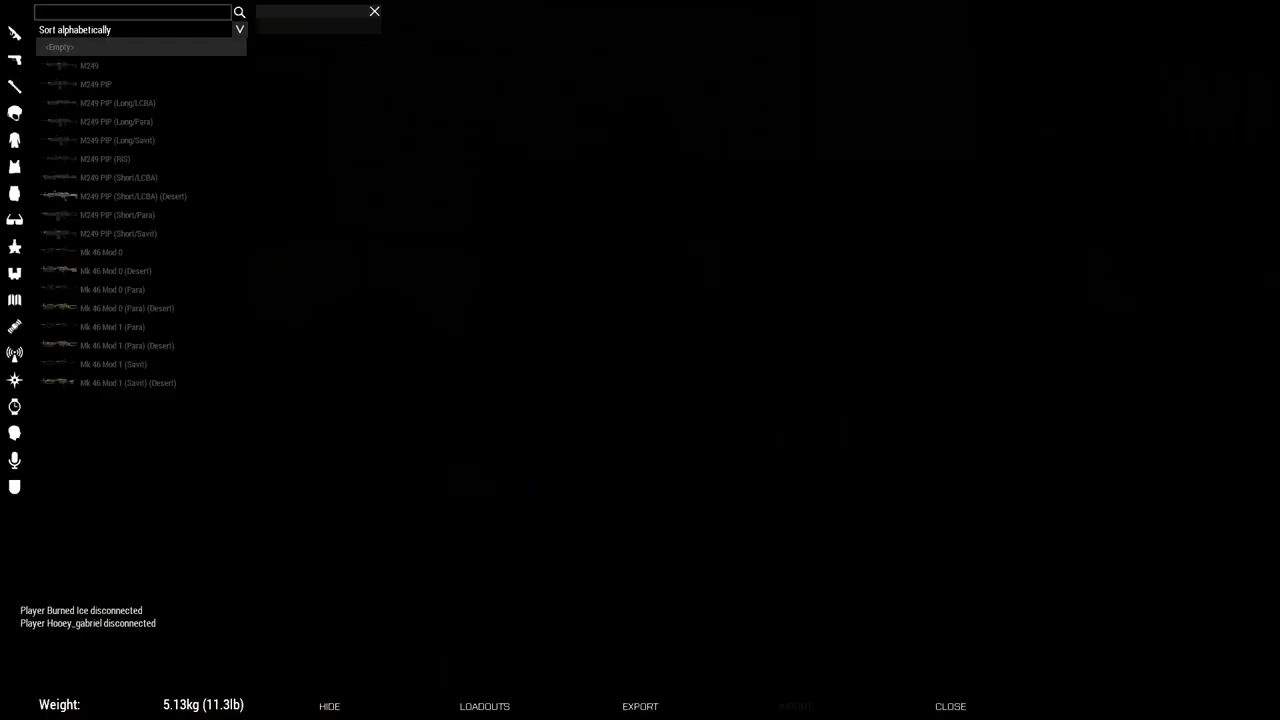 Sort alphabetically
<Empty>
M249
M249 PIP
M249 PIP (Long/LCBA)
M249 PIP (Long/Para)
M249 PIP (Long/Savit)
M249 PIP (RIS)
M249 PIP (Short/LCBA)
M249 PIP (Short/LCBA) (Desert)
M249 PIP (Short/Para)
M249 PIP (Short/Savit)
Mk 46 Mod 0
Mk 46 Mod 0 (Desert)
Mk 46 Mod 0 (Para)
Mk 46 Mod 0 (Para) (Desert)
Mk 46 Mod 1 (Para)
Mk 46 Mod 1 (Para) (Desert)
Mk 46 Mod 1 (Savit)
Mk 46 Mod 1 (Savit) (Desert)
Player Burned Ice disconnected
Player Hooey_gabriel disconnected
Weight: 5.13kg (11.3lb) HIDE LOADOUTS EXPORT IMPORT CLOSE